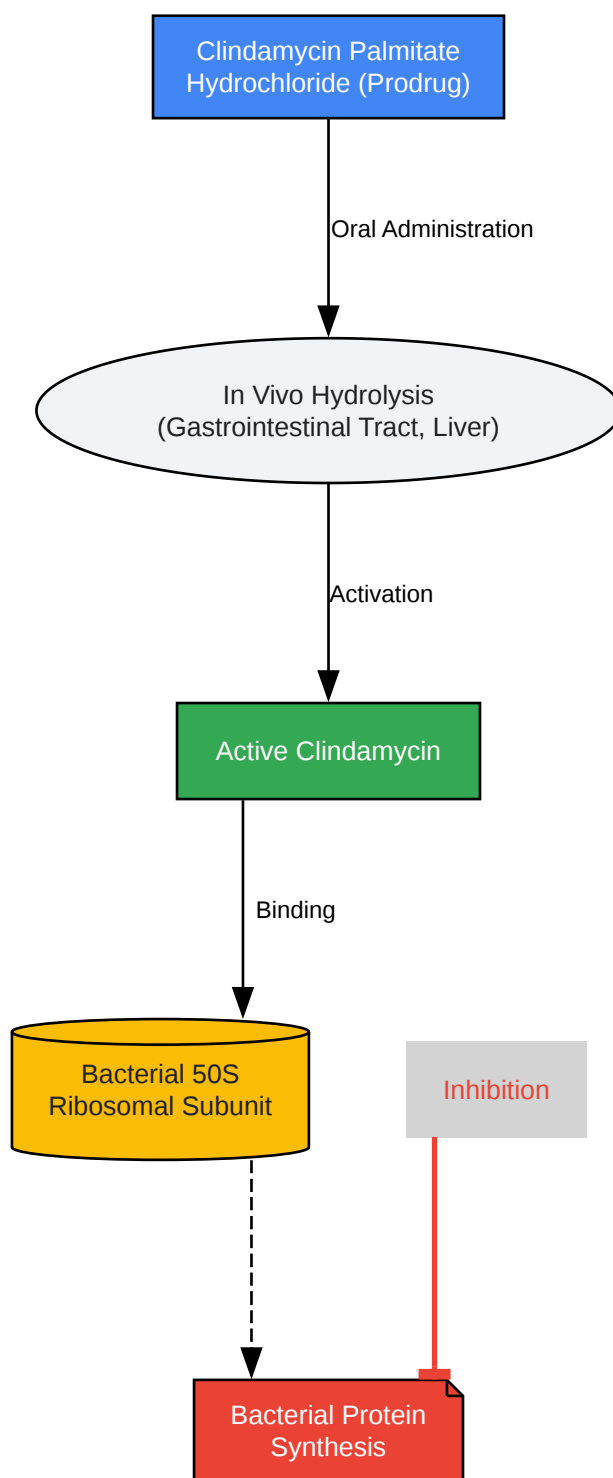 Clindamycin Palmitate
Hydrochloride (Prodrug)
Oral Administration
In Vivo Hydrolysis
(Gastrointestinal Tract, Liver)
Activation
Active Clindamycin
Binding
Bacterial 50S
Ribosomal Subunit
Inhibition
Bacterial Protein
Synthesis